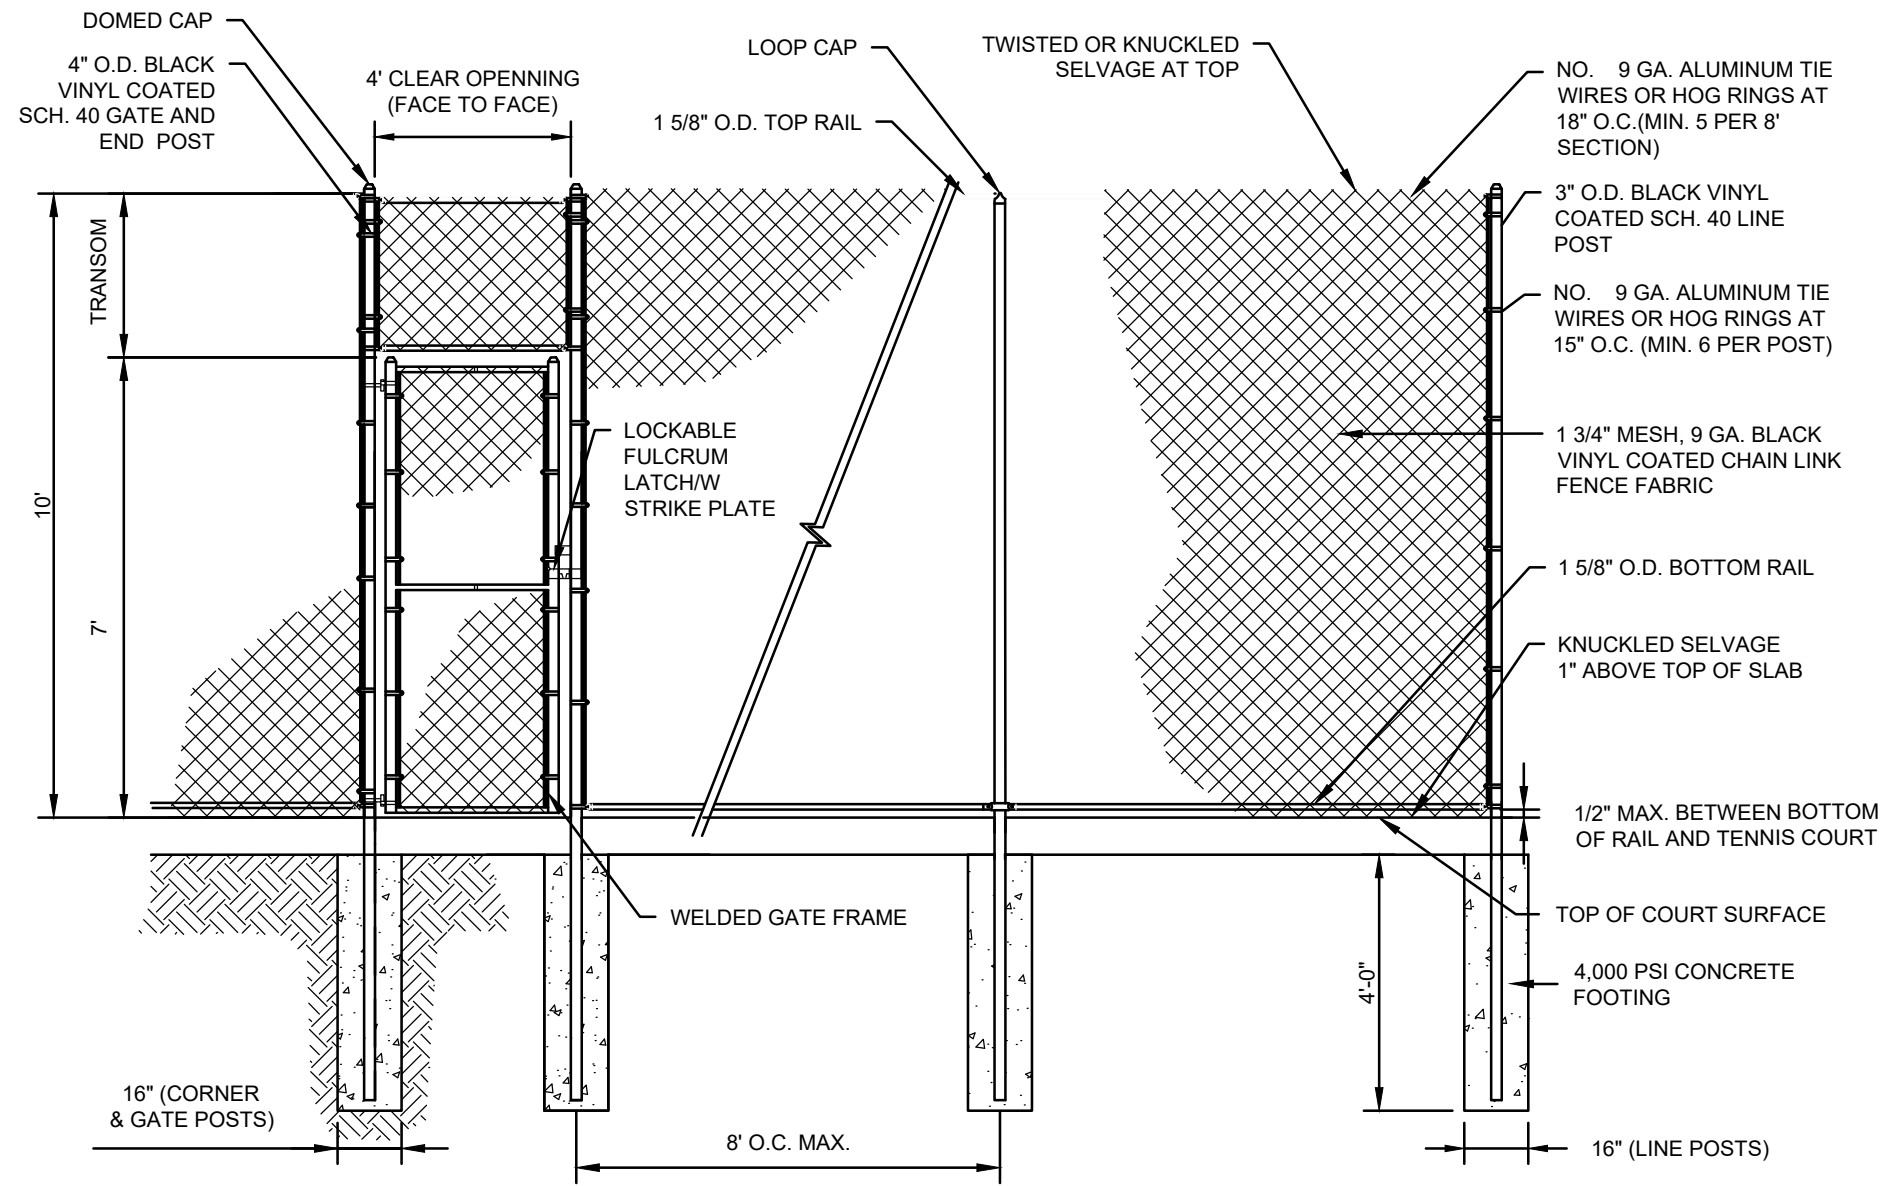 DOMED CAP
4" O.D. BLACK
VINYL COATED
SCH. 40 GATE AND
END POST
4' CLEAR OPENNING
(FACE TO FACE)
LOOP CAP
1 5/8" O.D. TOP RAIL
TWISTED OR KNUCKLED
SELVAGE AT TOP
NO. 9 GA. ALUMINUM TIE
WIRES OR HOG RINGS AT
18" O.C.(MIN. 5 PER 8'
SECTION)
3" O.D. BLACK VINYL
COATED SCH. 40 LINE
POST
NO. 9 GA. ALUMINUM TIE
WIRES OR HOG RINGS AT
15" O.C. (MIN. 6 PER POST)
TRANSOM
10'
7'
LOCKABLE
FULCRUM
LATCH/W
STRIKE PLATE
1 3/4" MESH, 9 GA. BLACK
VINYL COATED CHAIN LINK
FENCE FABRIC
1 5/8" O.D. BOTTOM RAIL
KNUCKLED SELVAGE
1" ABOVE TOP OF SLAB
1/2" MAX. BETWEEN BOTTOM
OF RAIL AND TENNIS COURT
WELDED GATE FRAME
TOP OF COURT SURFACE
4'-0"
4,000 PSI CONCRETE
FOOTING
16" (CORNER
& GATE POSTS)
8' O.C. MAX.
16" (LINE POSTS)